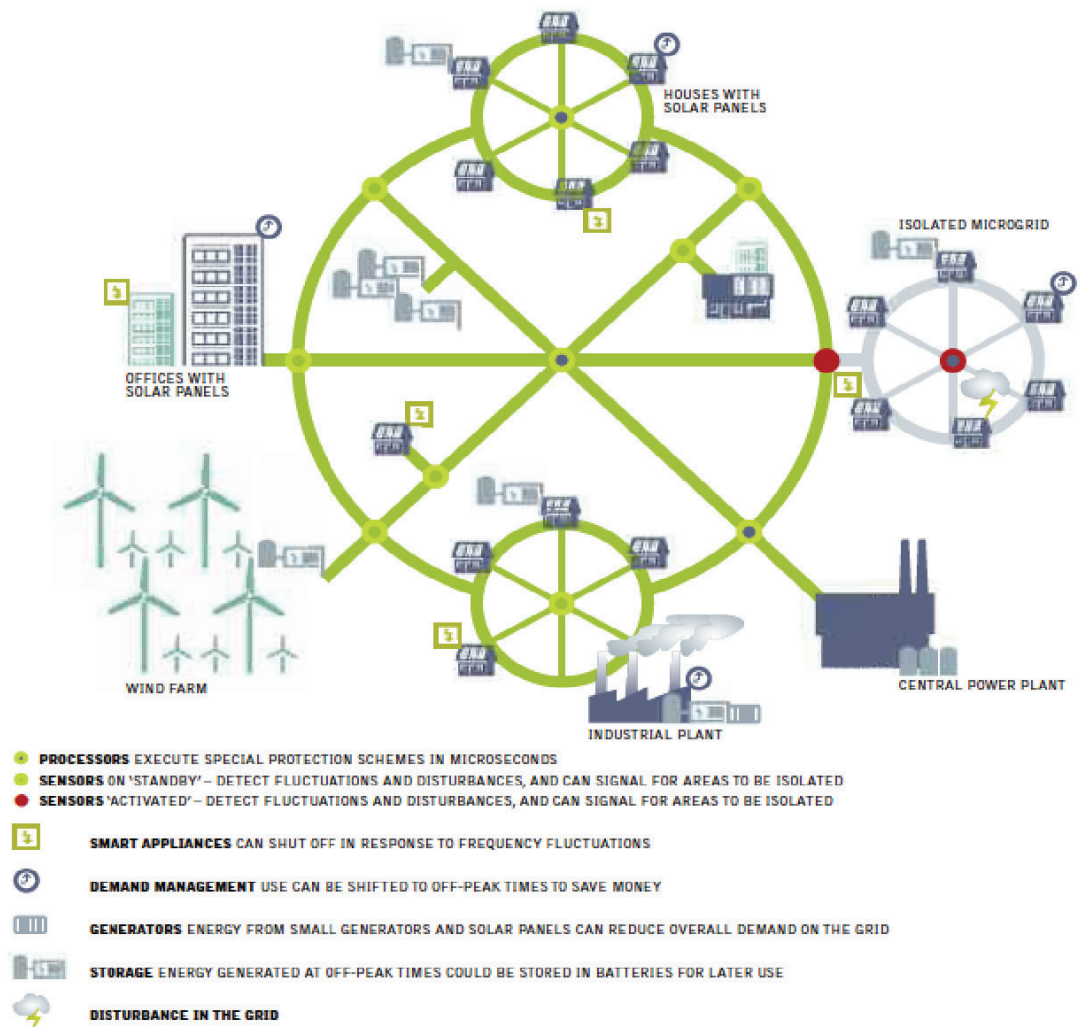 HOUSES WITH
SOLAR PANELS
ISOLATED MICROGRID
OFFICES WITH
SOLAR PANELS
WIND FARM
CENTRAL POWER PLANT
INDUSTRIAL PLANT
PROCESSORS EXECUTE SPECIAL PROTECTION SCHEMES IN MICROSECONDS
SENSORS ON ‘STANDBY’ – DETECT FLUCTUATIONS AND DISTURBANCES, AND CAN SIGNAL FOR AREAS TO BE ISOLATED
SENSORS ‘ACTIVATED’ – DETECT FLUCTUATIONS AND DISTURBANCES, AND CAN SIGNAL FOR AREAS TO BE ISOLATED
SMART APPLIANCES CAN SHUT OFF IN RESPONSE TO FREQUENCY FLUCTUATIONS
DEMAND MANAGEMENT USE CAN BE SHIFTED TO OFF-PEAK TIMES TO SAVE MONEY
GENERATORS ENERGY FROM SMALL GENERATORS AND SOLAR PANELS CAN REDUCE OVERALL DEMAND ON THE GRID
STORAGE ENERGY GENERATED AT OFF-PEAK TIMES COULD BE STORED IN BATTERIES FOR LATER USE
DISTURBANCE IN THE GRID